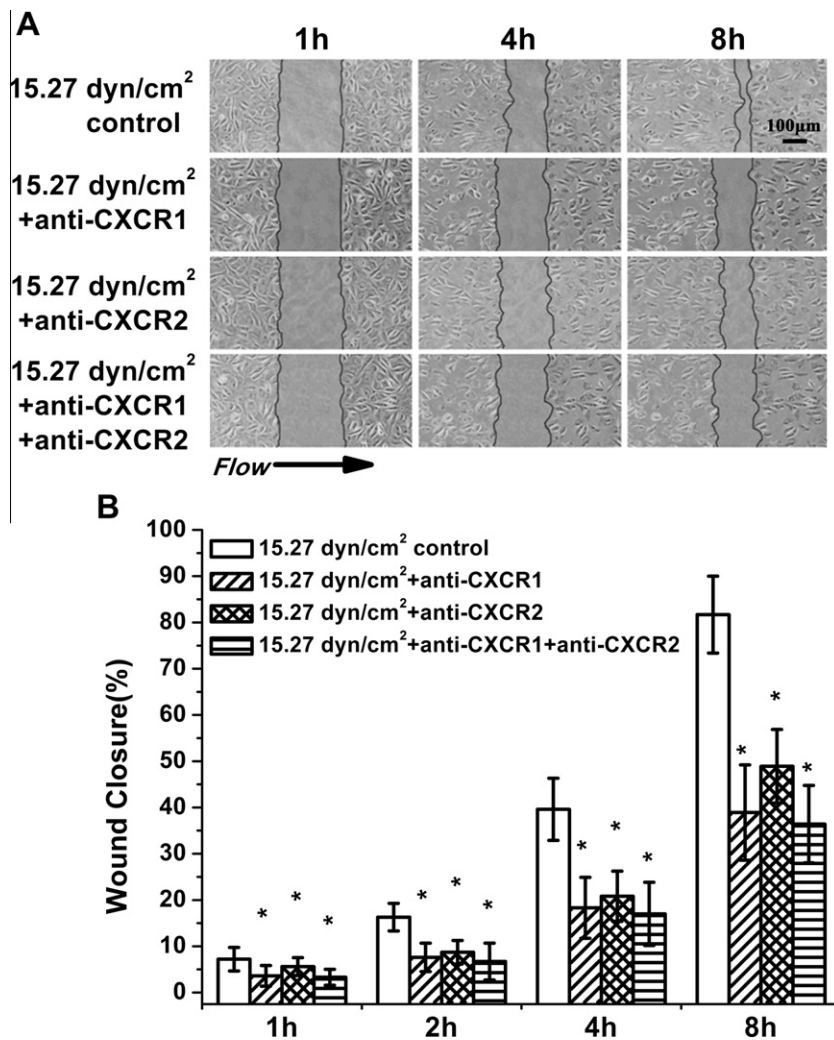 A
1h 4h 8h
15.27 dyn/cm²
control
100μm
15.27 dyn/cm²
+anti-CXCR1
15.27 dyn/cm²
+anti-CXCR2
15.27 dyn/cm²
+anti-CXCR1
+anti-CXCR2
Flow
B
Wound Closure(%)
100
90
80
70
60
50
40
30
20
10
0
15.27 dyn/cm² control
15.27 dyn/cm²+anti-CXCR1
15.27 dyn/cm²+anti-CXCR2
15.27 dyn/cm²+anti-CXCR1+anti-CXCR2
* * *
* * *
* * *
* * *
1h 2h 4h 8h